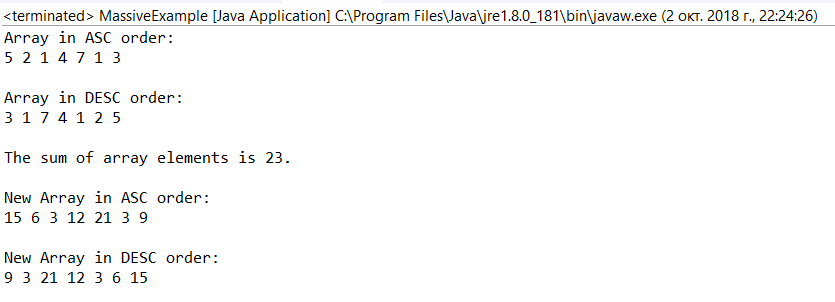 <terminated> MassiveExample [Java Application] C:\Program Files\Java\jre1.8.0_181\bin\javaw.exe (2 окт. 2018 г., 22:24:26)
Array in ASC order:
5 2 1 4 7 1 3
Array in DESC order:
3 1 7 4 1 2 5
The sum of array elements is 23.
New Array in ASC order:
15 6 3 12 21 3 9
New Array in DESC order:
9 3 21 12 3 6 15